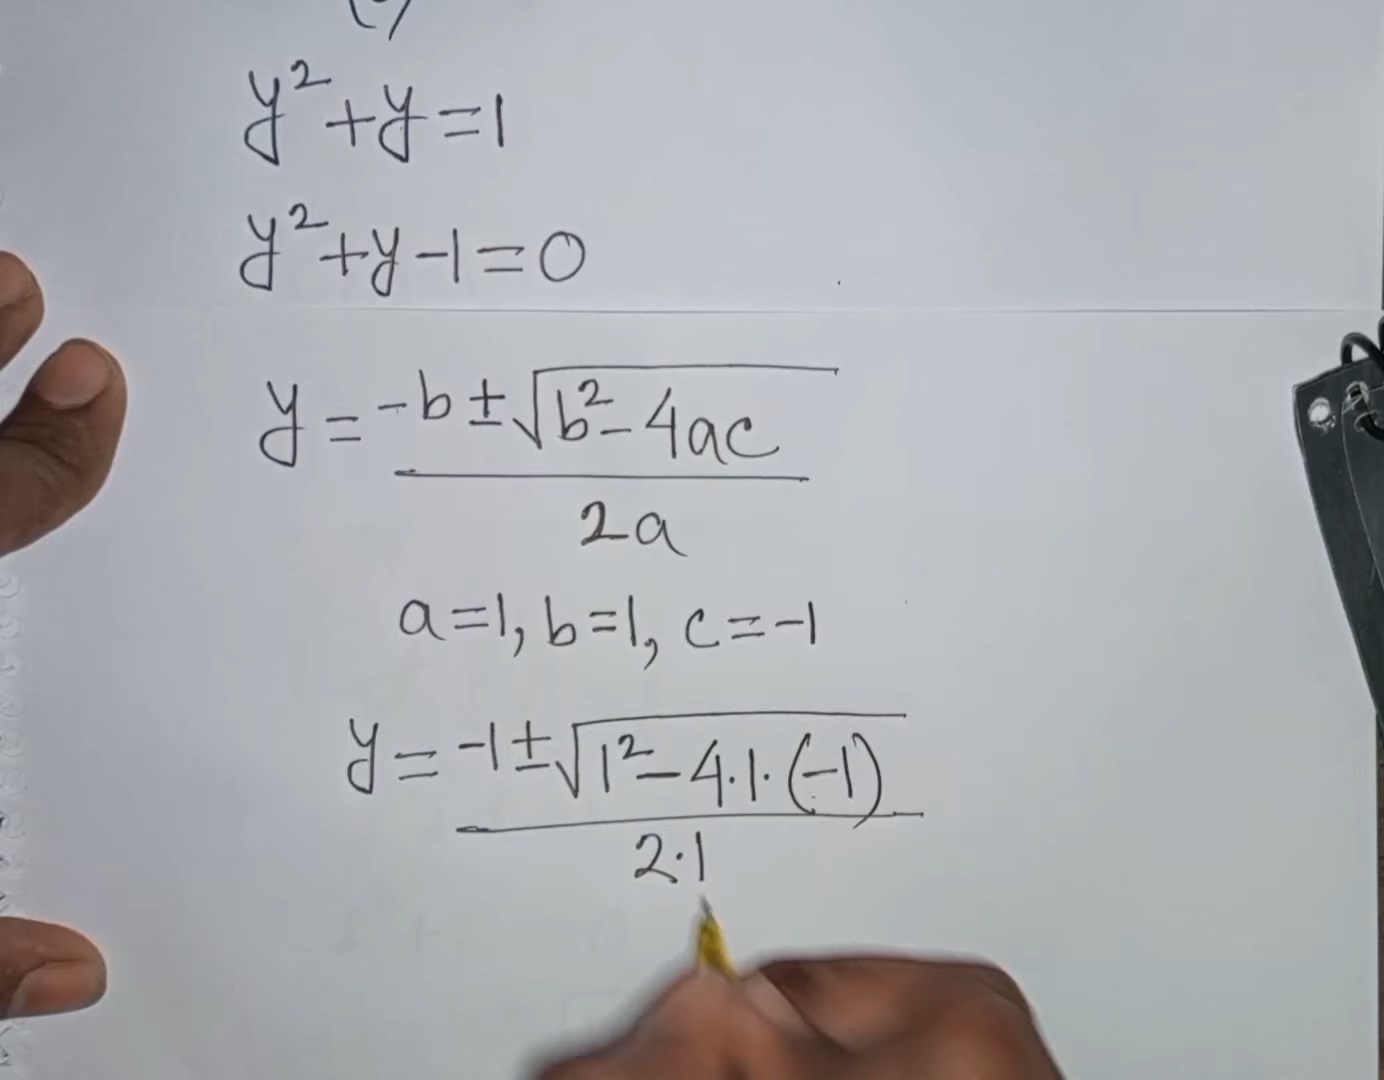 y²+y=1
y²+y-1=0
y=-b±√b²-4ac
2a
a=1, b=1, c=-1
y=-1±√1²-4·1·(-1)
2·1